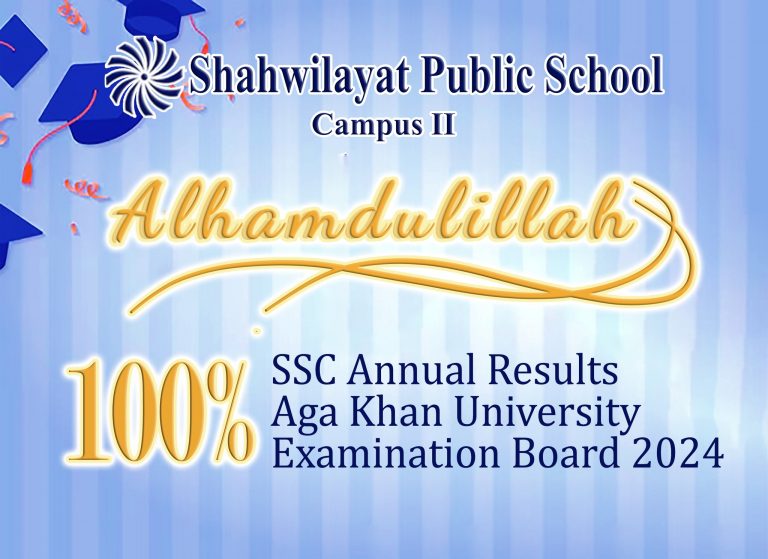 Shahwilayat Public School
Campus II
Alhamdulillah
100%
SSC Annual Results
Aga Khan University
Examination Board 2024